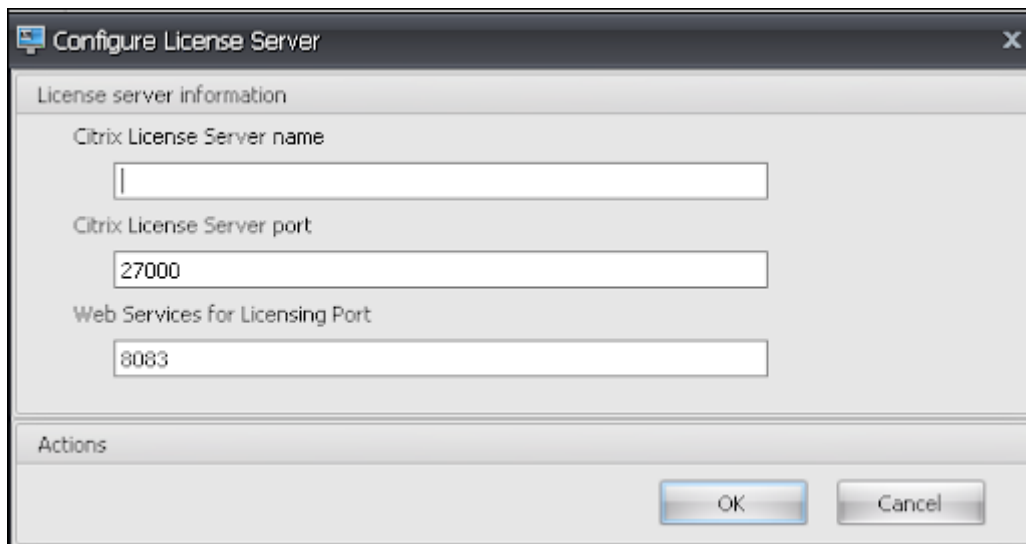 Configure License Server
License server information
Citrix License Server name
Citrix License Server port
27000
Web Services for Licensing Port
8083
Actions
OK
Cancel